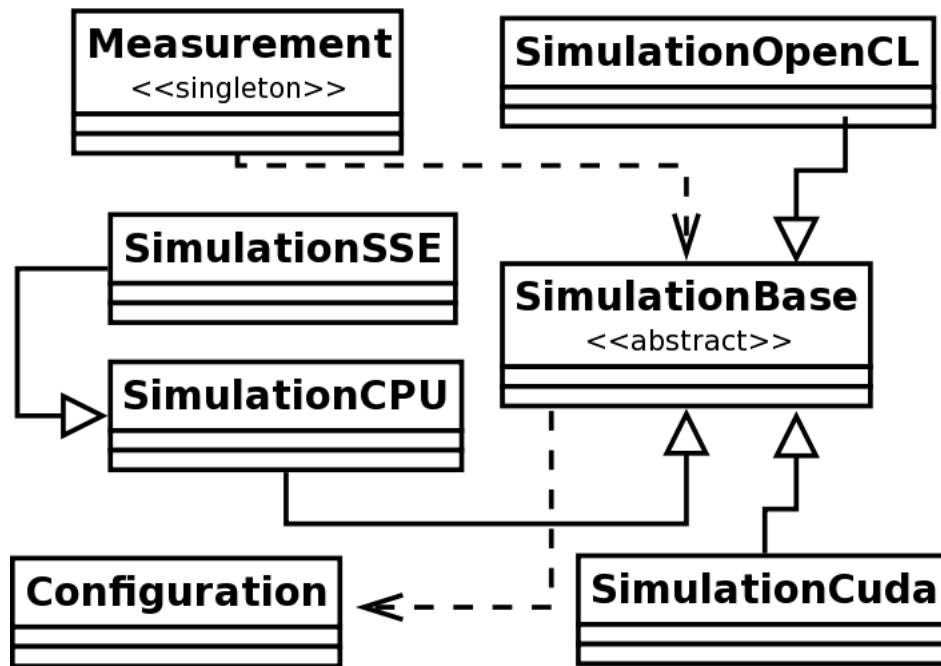 Measurement
<<singleton>>
SimulationOpenCL
SimulationSSE
SimulationBase
<<abstract>>
SimulationCPU
Configuration
SimulationCuda